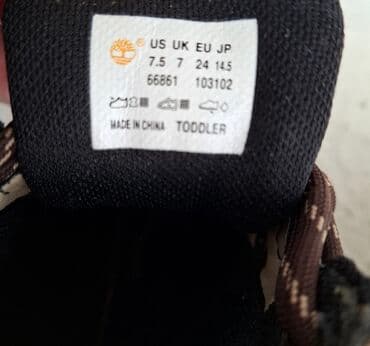 US UK EU JP
7.5 7 24 14.5
66861 103102
MADE IN CHINA TODDLER